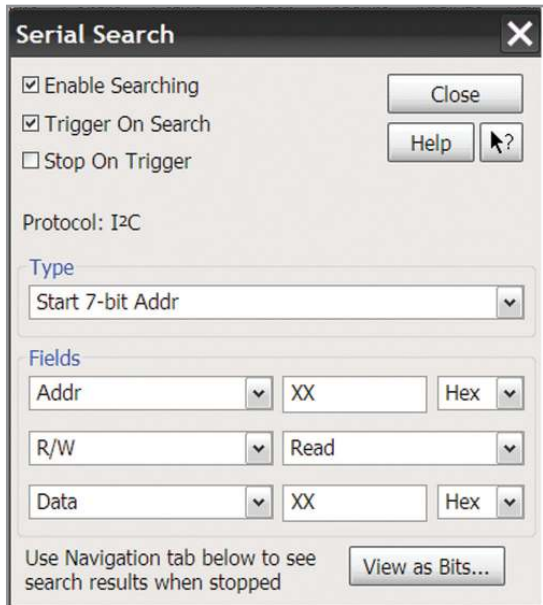 Serial Search
Enable Searching
Close
Trigger On Search
Help ?
Stop On Trigger
Protocol: I2C
Type
Start 7-bit Addr
Fields
Addr XX Hex
R/W Read
Data XX Hex
Use Navigation tab below to see
search results when stopped
View as Bits...